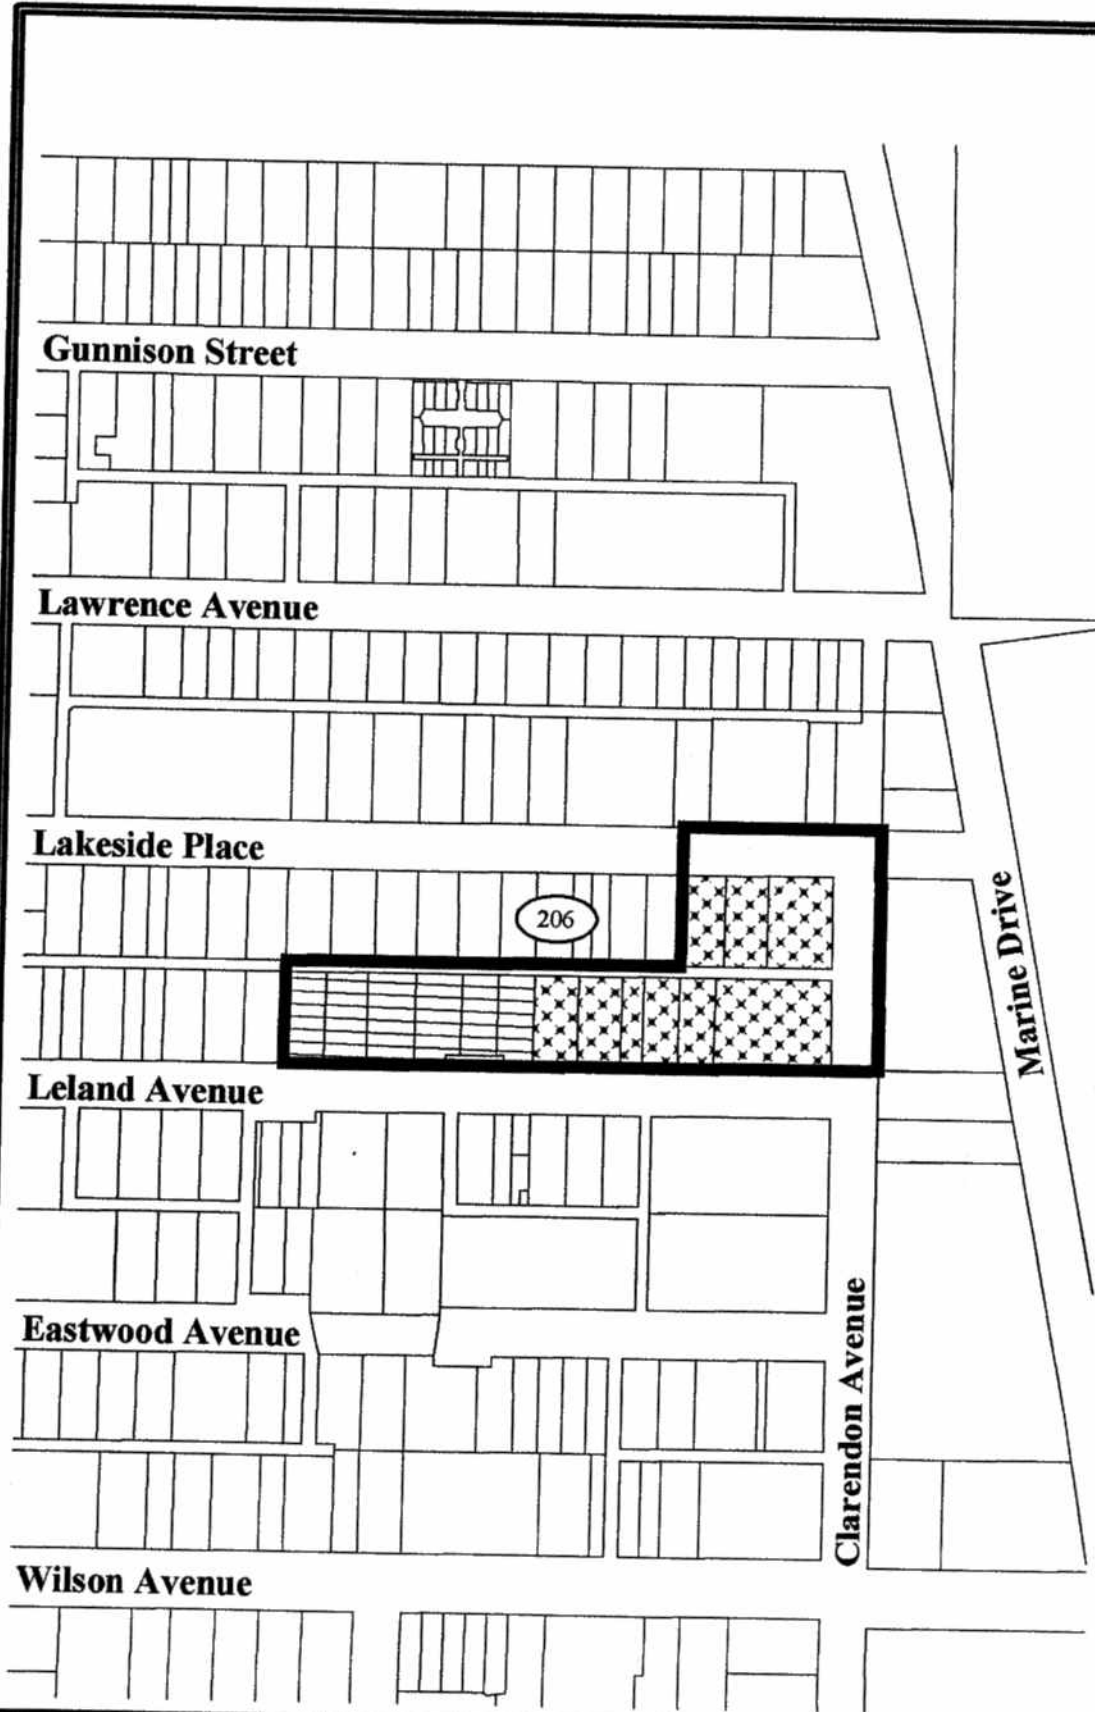 Gunnison Street
Lawrence Avenue
Lakeside Place
206
Marine Drive
Leland Avenue
Eastwood Avenue
Clarendon Avenue
Wilson Avenue